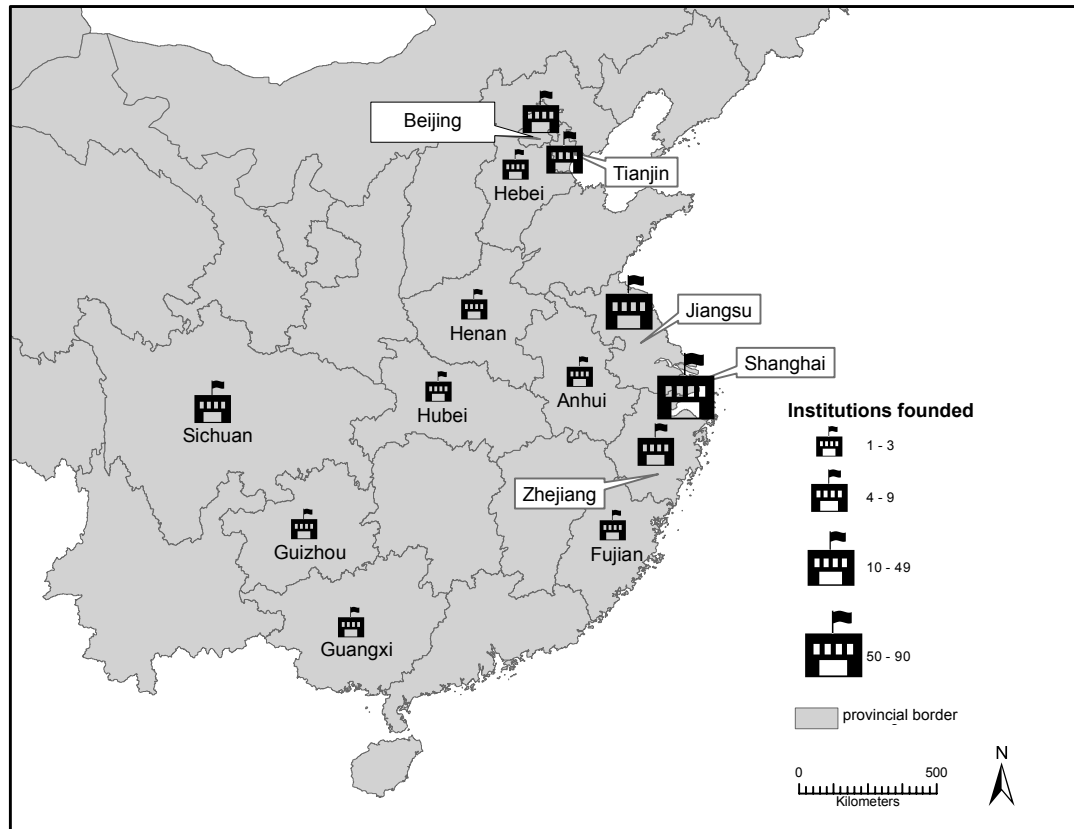 Beijing
Tianjin
Hebei
Jiangsu
Henan
Shanghai
Anhui
Hubei
Sichuan
Institutions founded
1 - 3
4 - 9
Zhejiang
Guizhou
Fujian
10 - 49
Guangxi
50 - 90
provincial border
N
0 500
Kilometers